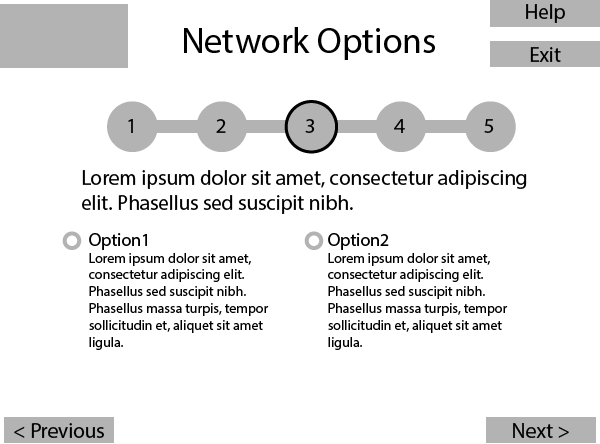 Help
Network Options
Exit
1 2 3 4 5
Lorem ipsum dolor sit amet, consectetur adipiscing
elit. Phasellus sed suscipit nibh.
Option1
Lorem ipsum dolor sit amet,
consectetur adipiscing elit.
Phasellus sed suscipit nibh.
Phasellus massa turpis, tempor
sollicitudin et, aliquet sit amet
ligula.
Option2
Lorem ipsum dolor sit amet,
consectetur adipiscing elit.
Phasellus sed suscipit nibh.
Phasellus massa turpis, tempor
sollicitudin et, aliquet sit amet
ligula.
< Previous
Next >